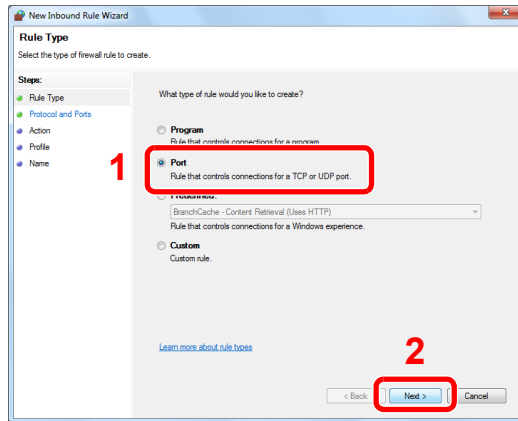 New Inbound Rule Wizard
Rule Type
Select the type of firewall rule to create.
Steps:
Rule Type
Protocol and Ports
Action
Profile
Name
What type of rule would you like to create?
Program
Rule that controls connections for a program.
1
Port
Rule that controls connections for a TCP or UDP port.
Predefined:
BranchCache - Content Retrieval (Uses HTTP)
Rule that controls connections for a Windows experience.
Custom
Custom rule.
Learn more about rule types
2
< Back
Next >
Cancel